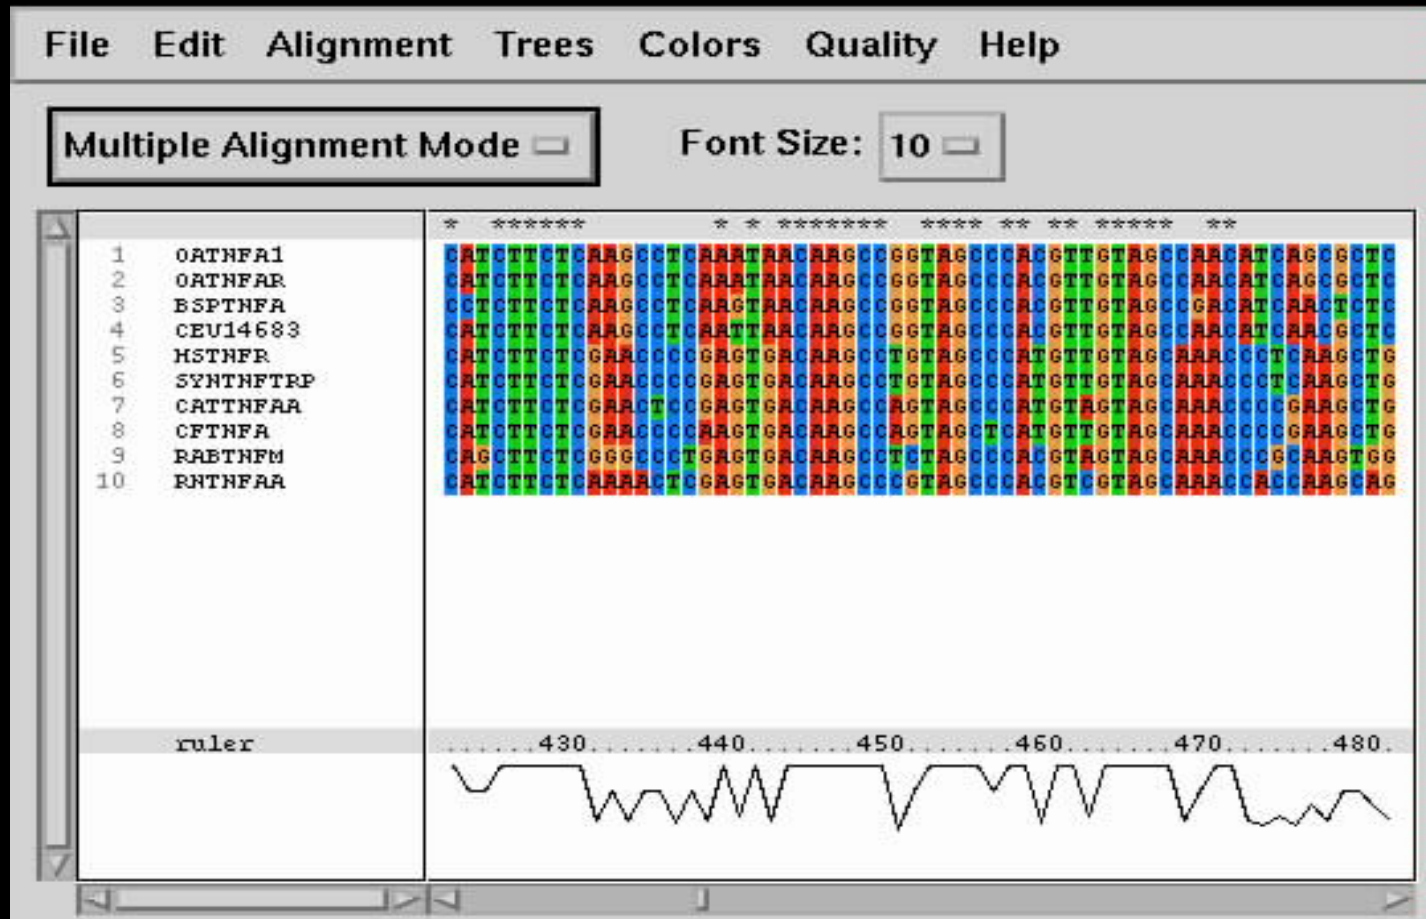 File Edit Alignment Trees Colors Quality Help
Multiple Alignment Mode Font Size: 10
*  ******        * * *******  **** ** ** *****  **
1 OATNFA1 CATCTTCTCAAGCCTCAAATAACAAGCCGGTAGCCCACGTTGTAGCCAACATCAGCGCTC
2 OATNFAR CATCTTCTCAAGCCTCAAATAACAAGCCGGTAGCCCACGTTGTAGCCAACATCAGCGCTC
3 BSPTNFA CCTCTTCTCAAGCCTCAAGTAACAAGCCGGTAGCCCACGTTGTAGCCGACATCAACTCTC
4 CEU14683 CATCTTCTCAAGCCTCAATTAACAAGCCGGTAGCCCACGTTGTAGCCAACATCAACGCTC
5 HSTNFR CATCTTCTCGAACCCCGAGTGACAAGCCTGTAGCCCATGTTGTAGCAAACCCTCAAGCTG
6 SYNTNFTRP CATCTTCTCGAACCCCGAGTGACAAGCCTGTAGCCCATGTTGTAGCAAACCCTCAAGCTG
7 CATTNFAA CATCTTCTCGAACTCCGAGTGACAAGCCAGTAGCCCATGTAGTAGCAAACCCCGAAGCTG
8 CFTNFA CATCTTCTCGAACCCCAAGTGACAAGCCAGTAGCTCATGTTGTAGCAAACCCCGAAGCTG
9 RABTNFM CAGCTTCTCGGGCCCTGAGTGACAAGCCTCTAGCCCACGTAGTAGCAAACCCGCAAGTGG
10 RNTNFAA CATCTTCTCAAAACTCGAGTGACAAGCCCGTAGCCCACGTCGTAGCAAACCACCAAGCAG
ruler ......430.......440.......450.......460.......470.......480.